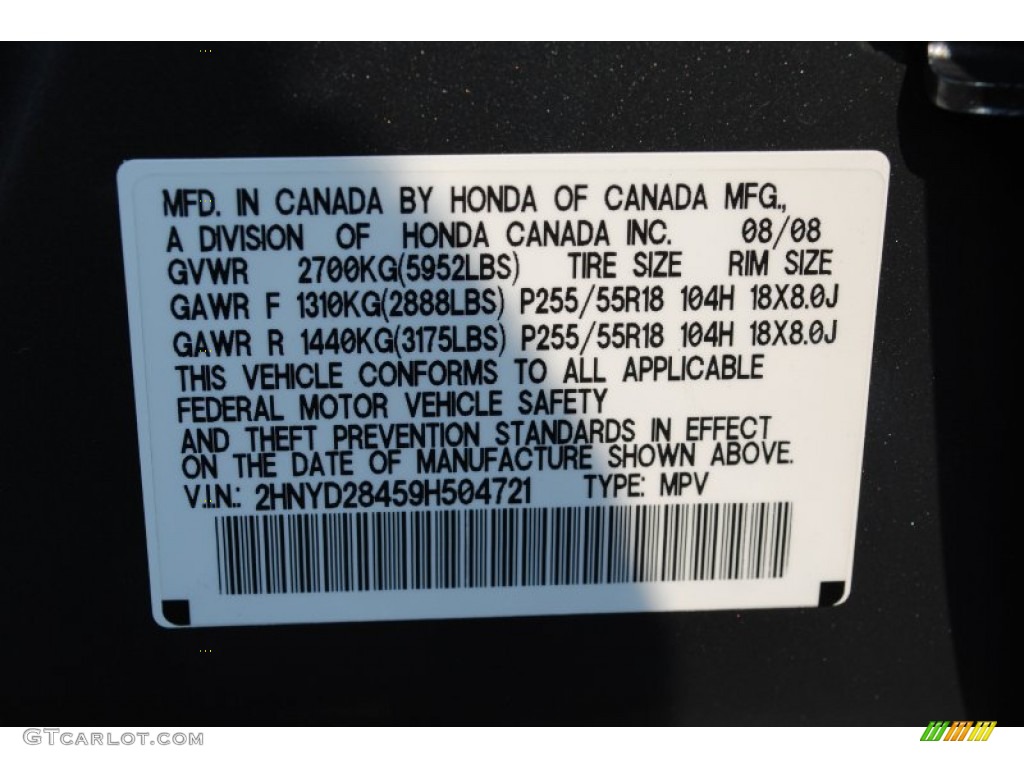 MFD. IN CANADA BY HONDA OF CANADA MFG.,
A DIVISION OF HONDA CANADA INC. 08/08
GVWR 2700KG(5952LBS) TIRE SIZE RIM SIZE
GAWR F 1310KG(2888LBS) P255/55R18 104H 18X8.0J
GAWR R 1440KG(3175LBS) P255/55R18 104H 18X8.0J
THIS VEHICLE CONFORMS TO ALL APPLICABLE
FEDERAL MOTOR VEHICLE SAFETY
AND THEFT PREVENTION STANDARDS IN EFFECT
ON THE DATE OF MANUFACTURE SHOWN ABOVE.
V.I.N.: 2HNYD28459H504721 TYPE: MPV
GTCARLOT.COM